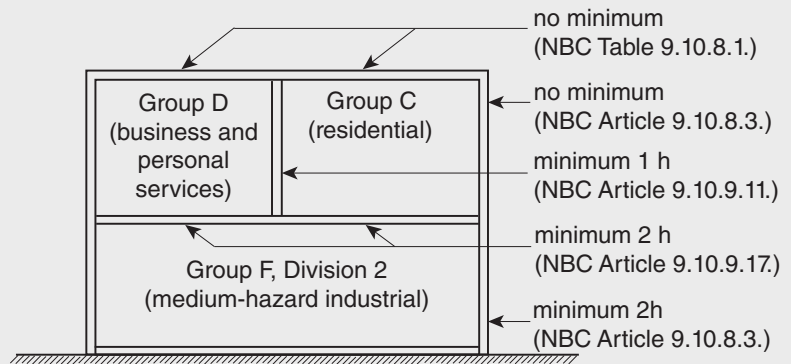 no minimum
(NBC Table 9.10.8.1.)
Group D
(business and
personal
services)
Group C
(residential)
no minimum
(NBC Article 9.10.8.3.)
minimum 1 h
(NBC Article 9.10.9.11.)
minimum 2 h
(NBC Article 9.10.9.17.)
Group F, Division 2
(medium-hazard industrial)
minimum 2h
(NBC Article 9.10.8.3.)